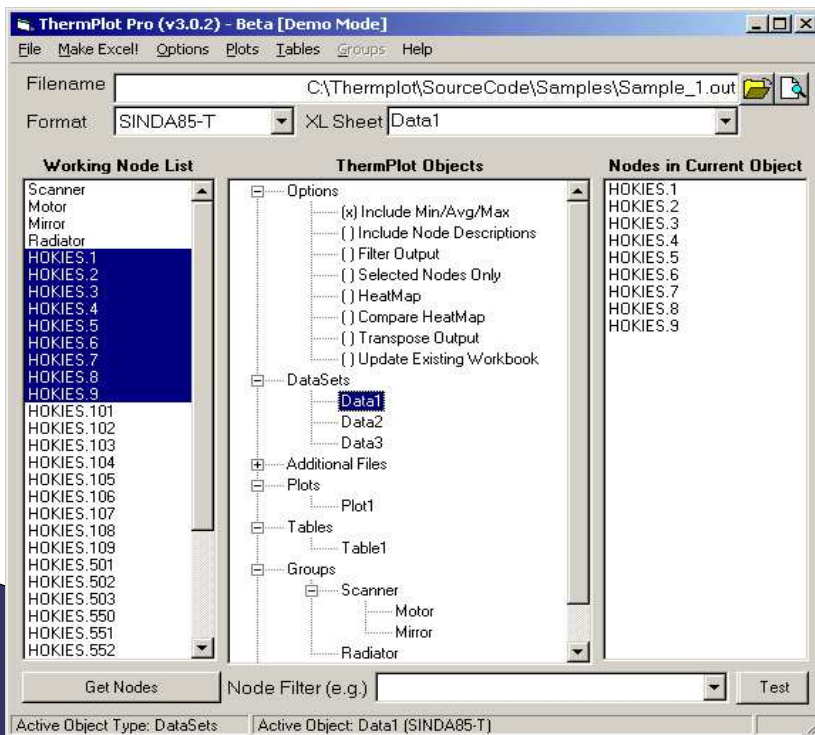 ThermPlot Pro (v3.0.2) - Beta [Demo Mode]
File Make Excel! Options Plots Tables Groups Help
Filename C:\Thermplot\SourceCode\Samples\Sample_1.out
Format SINDA85-T XL Sheet Data1
Working Node List
Scanner
Motor
Mirror
Radiator
HOKIES.1
HOKIES.2
HOKIES.3
HOKIES.4
HOKIES.5
HOKIES.6
HOKIES.7
HOKIES.8
HOKIES.9
HOKIES.101
HOKIES.102
HOKIES.103
HOKIES.104
HOKIES.105
HOKIES.106
HOKIES.107
HOKIES.108
HOKIES.109
HOKIES.501
HOKIES.502
HOKIES.503
HOKIES.550
HOKIES.551
HOKIES.552
ThermPlot Objects
Options
(x) Include Min/Avg/Max
( ) Include Node Descriptions
( ) Filter Output
( ) Selected Nodes Only
( ) HeatMap
( ) Compare HeatMap
( ) Transpose Output
( ) Update Existing Workbook
DataSets
Data1
Data2
Data3
Additional Files
Plots
Plot1
Tables
Table1
Groups
Scanner
Motor
Mirror
Radiator
Nodes in Current Object
HOKIES.1
HOKIES.2
HOKIES.3
HOKIES.4
HOKIES.5
HOKIES.6
HOKIES.7
HOKIES.8
HOKIES.9
Get Nodes Node Filter (e.g.) Test
Active Object Type: DataSets Active Object: Data1 (SINDA85-T)